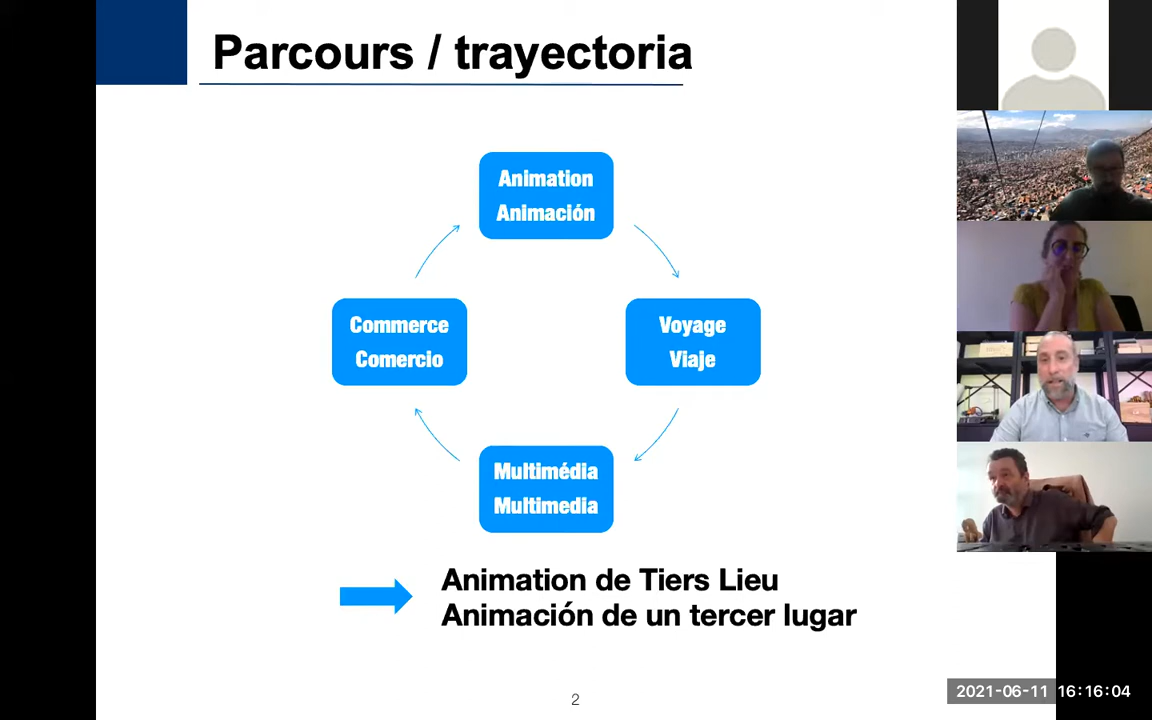 Parcours / trayectoria
Animation
Animación
Commerce
Comercio
Voyage
Viaje
Multimédia
Multimedia
Animation de Tiers Lieu
Animación de un tercer lugar
2
2021-06-11 16:16:04